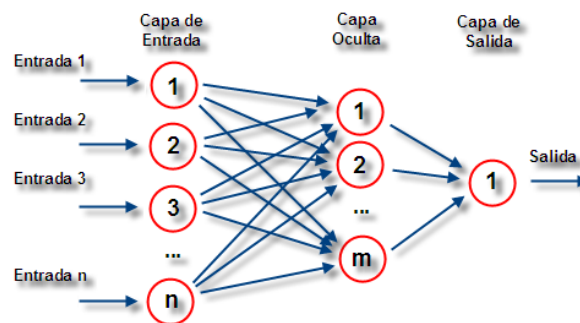 Capa de
Entrada
Capa
Oculta
Capa de
Salida
Entrada 1
1
Entrada 2
2
Entrada 3
3
...
Entrada n
n
1
2
...
m
1
Salida